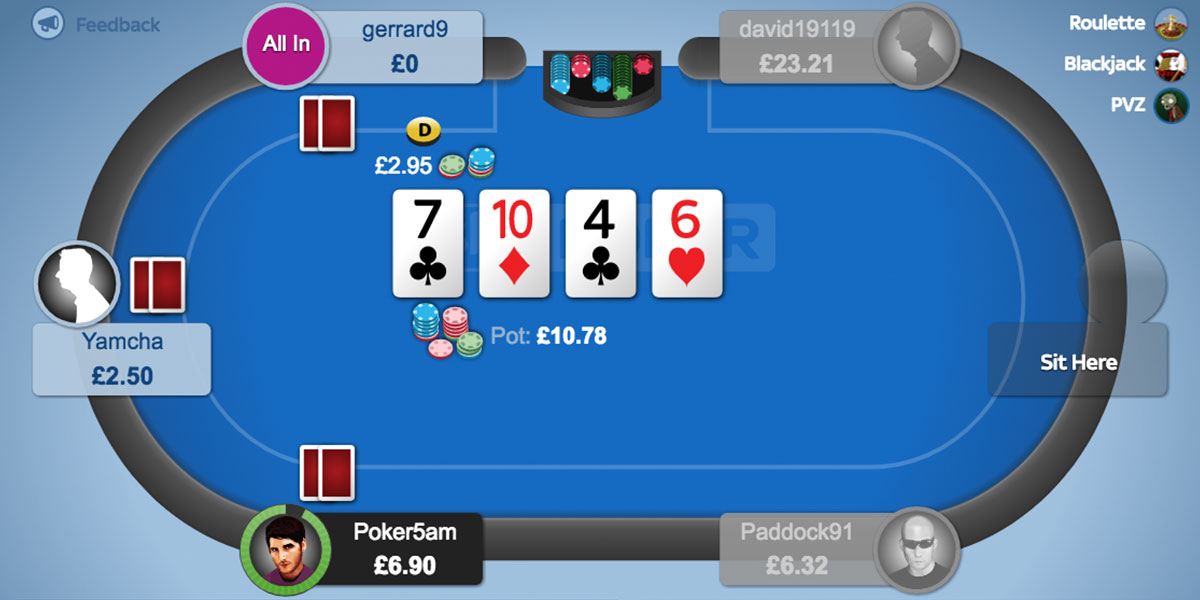 Feedback
All In
gerrard9
£0
david19119
£23.21
Roulette
Blackjack
PVZ
D
£2.95
7
10
4
6
Pot: £10.78
Yamcha
£2.50
Sit Here
Poker5am
£6.90
Paddock91
£6.32